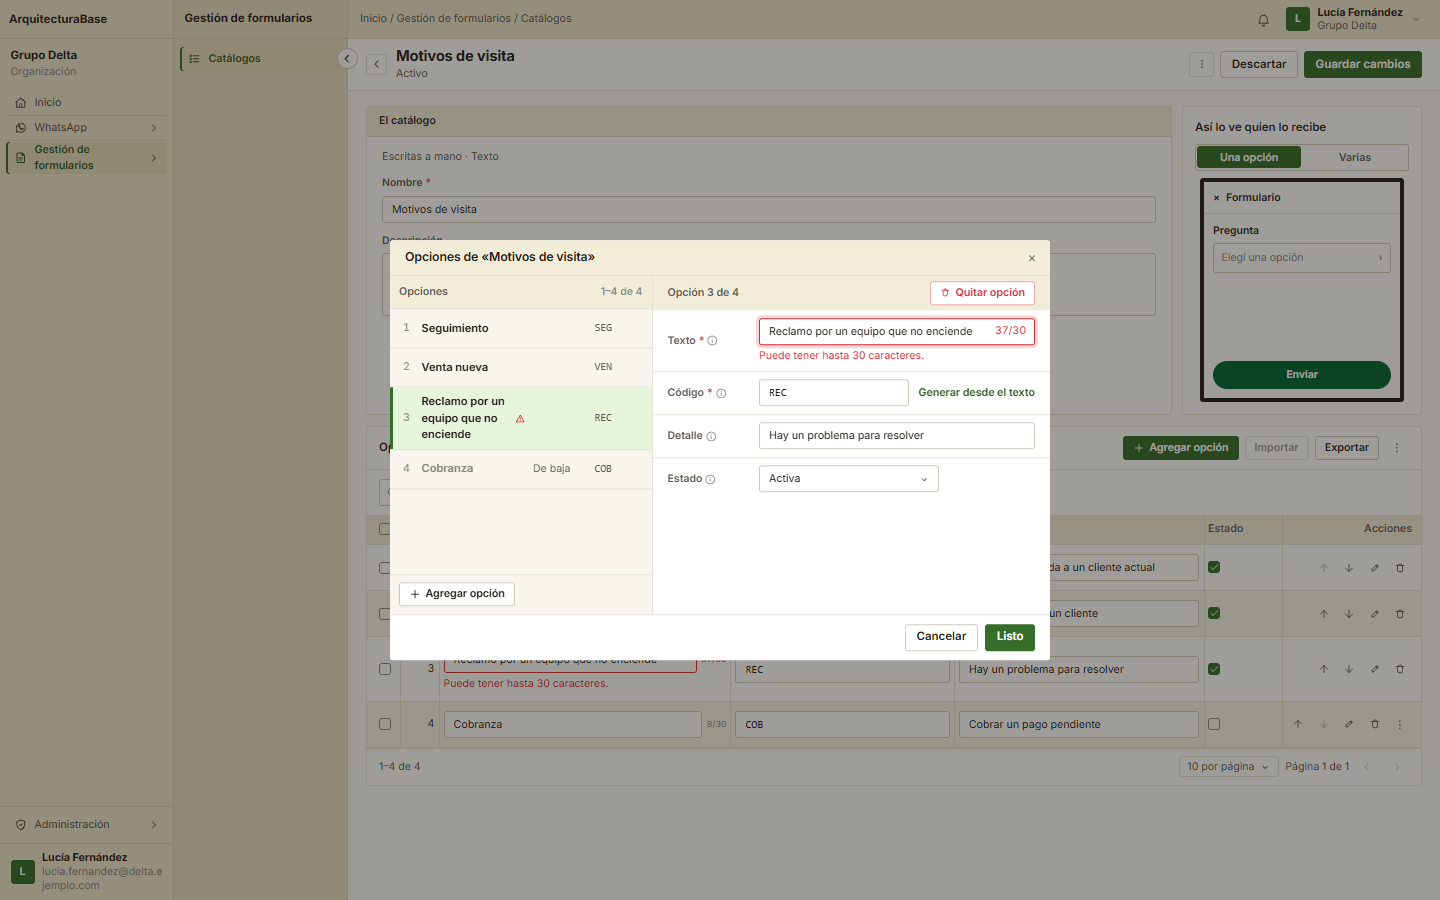 ArquitecturaBase
Grupo Delta
Organización
Inicio
WhatsApp
Gestión de
formularios
Administración
L
Lucía Fernández
lucia.fernandez@delta.e
jemplo.com
Gestión de formularios
Catálogos
Inicio / Gestión de formularios / Catálogos
L
Lucía Fernández
Grupo Delta
Motivos de visita
Activo
Descartar
Guardar cambios
El catálogo
Escritas a mano · Texto
Nombre *
Motivos de visita
Descripción
Así lo ve quien lo recibe
Una opción
Varias
× Formulario
Pregunta
Elegí una opción
Enviar
Opciones de «Motivos de visita»
×
Opciones
1–4 de 4
1 Seguimiento SEG
2 Venta nueva VEN
3 Reclamo por un
equipo que no
enciende
REC
4 Cobranza De baja COB
+ Agregar opción
Opción 3 de 4
Quitar opción
Texto *
Reclamo por un equipo que no enciende 37/30
Puede tener hasta 30 caracteres.
Código *
REC
Generar desde el texto
Detalle
Hay un problema para resolver
Estado
Activa
Cancelar
Listo
+ Agregar opción
Importar
Exportar
Estado
Acciones
a un cliente actual
un cliente
3
Reclamo por un equipo que no enciende
Puede tener hasta 30 caracteres.
REC
Hay un problema para resolver
4
Cobranza
8/30
COB
Cobrar un pago pendiente
1–4 de 4
10 por página
Página 1 de 1